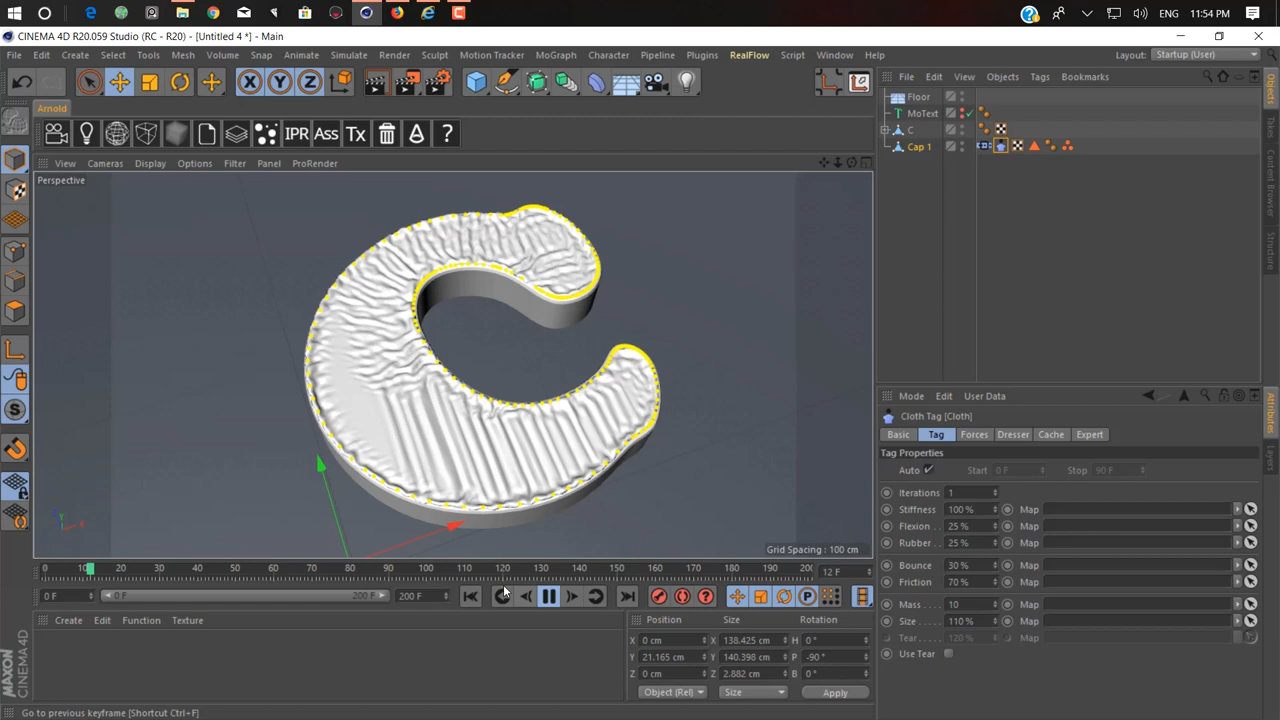 ENG 11:54 PM
CINEMA 4D R20.059 Studio (RC - R20) - [Untitled 4 *] - Main
File Edit Create Select Tools Mesh Volume Snap Animate Simulate Render Sculpt Motion Tracker MoGraph Character Pipeline Plugins RealFlow Script Window Help Layout: Startup (User)
X Y Z
File Edit View Objects Tags Bookmarks
Arnold
IPR Ass Tx ?
Floor
MoText
C
Cap 1
View Cameras Display Options Filter Panel ProRender
Perspective
Y X
Grid Spacing : 100 cm
Objects
Takes
Content Browser
Structure
Mode Edit User Data
Cloth Tag [Cloth]
Basic Tag Forces Dresser Cache Expert
Tag Properties
Auto Start 0 F Stop 90 F
Iterations 1
Stiffness 100 % Map
Flexion 25 % Map
Rubber 25 % Map
Bounce 30 % Map
Friction 70 % Map
Mass 10 Map
Size 110 % Map
Tear 120 % Map
Use Tear
Attributes
Layers
0 10 20 30 40 50 60 70 80 90 100 110 120 130 140 150 160 170 180 190 200 12 F
0 F 0 F 200 F 200 F
Create Edit Function Texture
Position Size Rotation
X 0 cm X 138.425 cm H 0 °
Y 21.165 cm Y 140.398 cm P -90 °
Z 0 cm Z 2.882 cm B 0 °
Object (Rel) Size Apply
MAXON CINEMA 4D
Go to previous keyframe [Shortcut Ctrl+F]